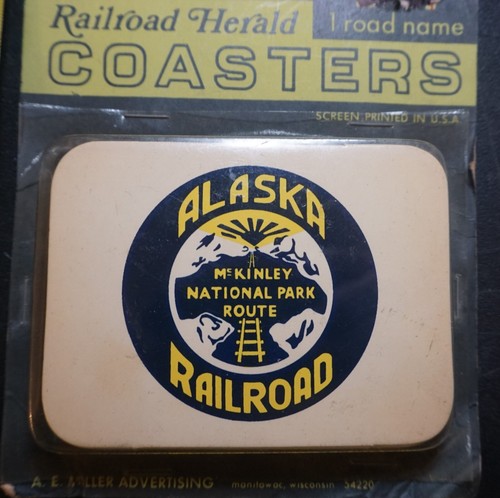 Railroad Herald
1 road name
COASTERS
SCREEN PRINTED IN U.S.A
ALASKA
McKINLEY
NATIONAL PARK
ROUTE
RAILROAD
A. E. MILLER ADVERTISING manitowoc, wisconsin 54220